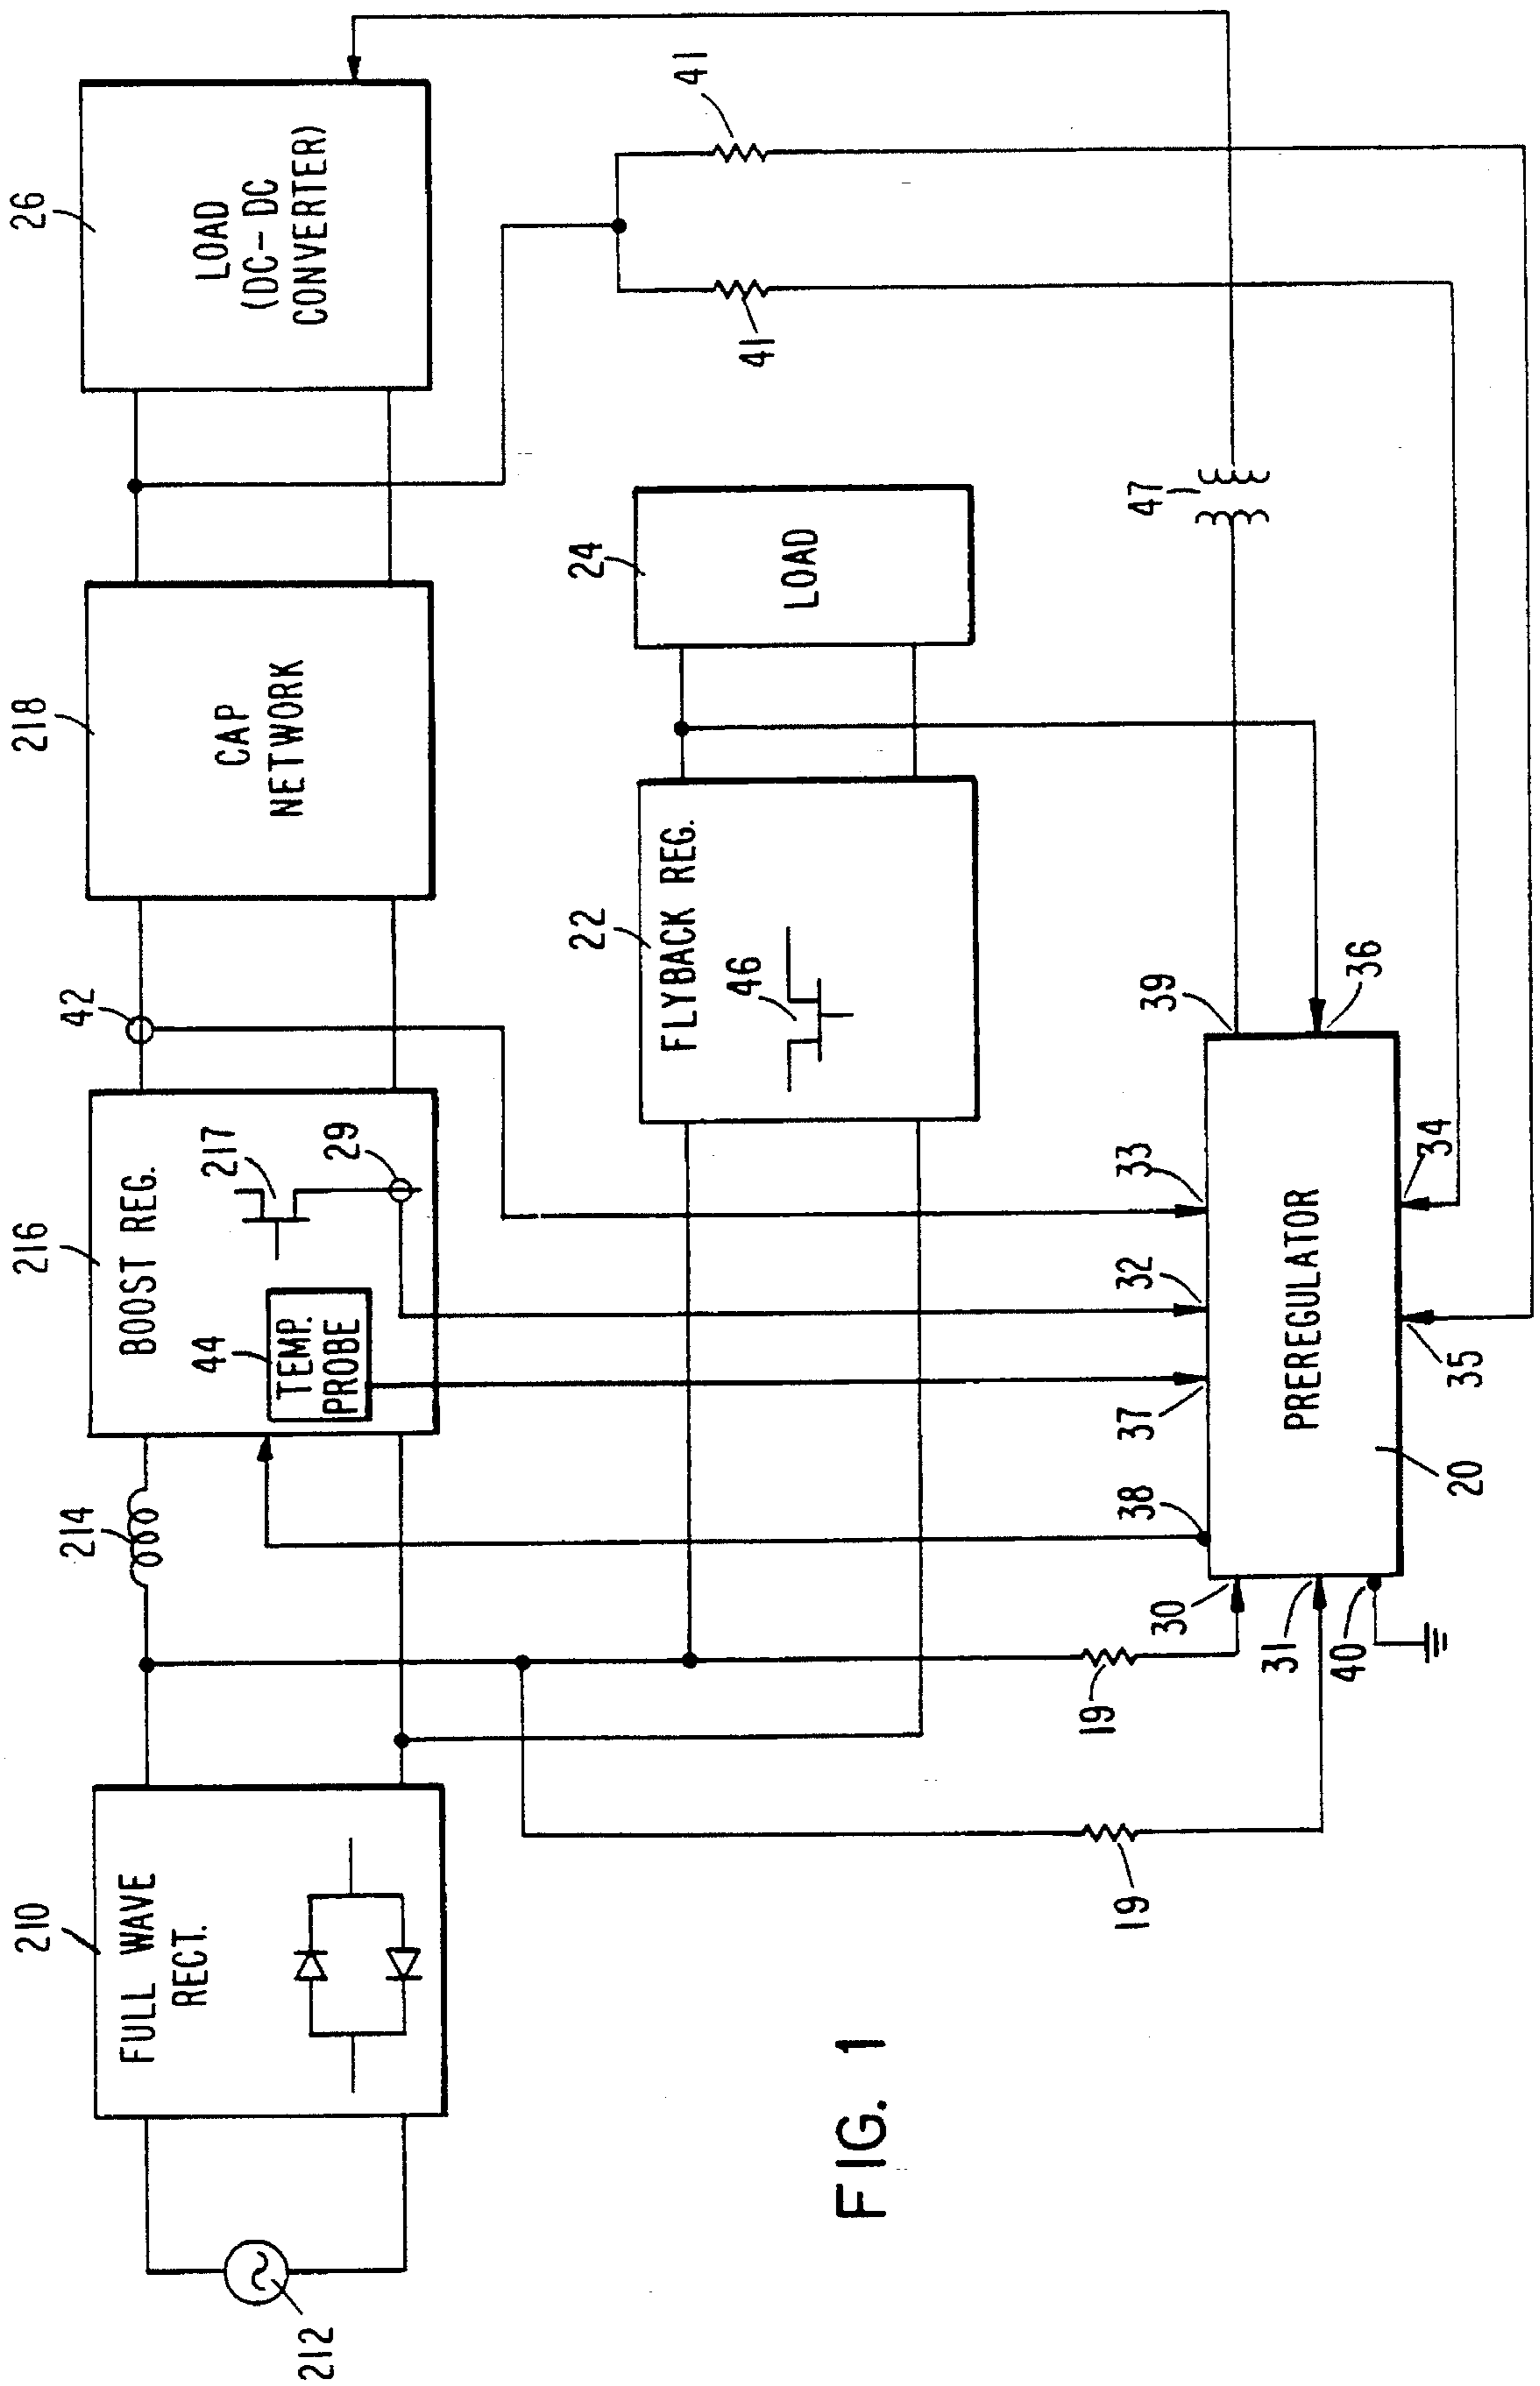 210
FULL WAVE
RECT.
212
214
216
BOOST REG.
44
TEMP.
PROBE
217
29
42
218
CAP
NETWORK
26
LOAD
(DC-DC
CONVERTER)
41
41
22
FLYBACK REG.
46
24
LOAD
47
19
19
30
31
40
38
37
32
33
39
36
34
35
20
PREREGULATOR
FIG. 1